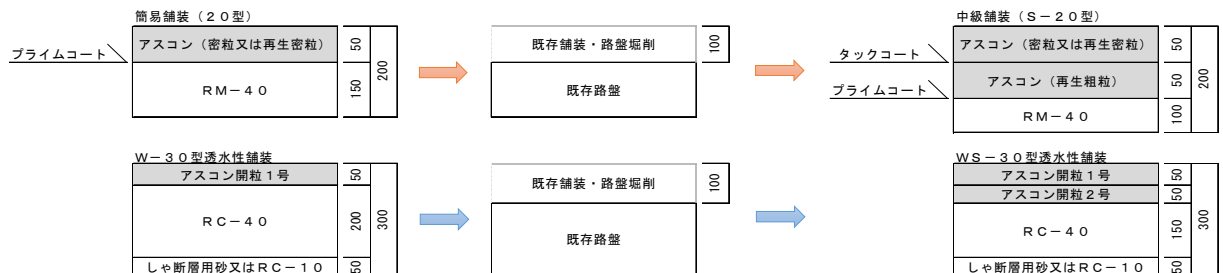 簡易舗装（２０型）
プライムコート
アスコン（密粒又は再生密粒）
50
ＲＭ－４０
150
200
既存舗装・路盤堀削
100
既存路盤
中級舗装（Ｓ－２０型）
タックコート
プライムコート
アスコン（密粒又は再生密粒）
50
アスコン（再生粗粒）
50
ＲＭ－４０
100
200
Ｗ－３０型透水性舗装
アスコン開粒１号
50
ＲＣ－４０
200
しゃ断層用砂又はＲＣ－１０
50
300
既存舗装・路盤掘削
100
既存路盤
ＷＳ－３０型透水性舗装
アスコン開粒１号
50
アスコン開粒２号
50
ＲＣ－４０
150
しゃ断層用砂又はＲＣ－１０
50
300